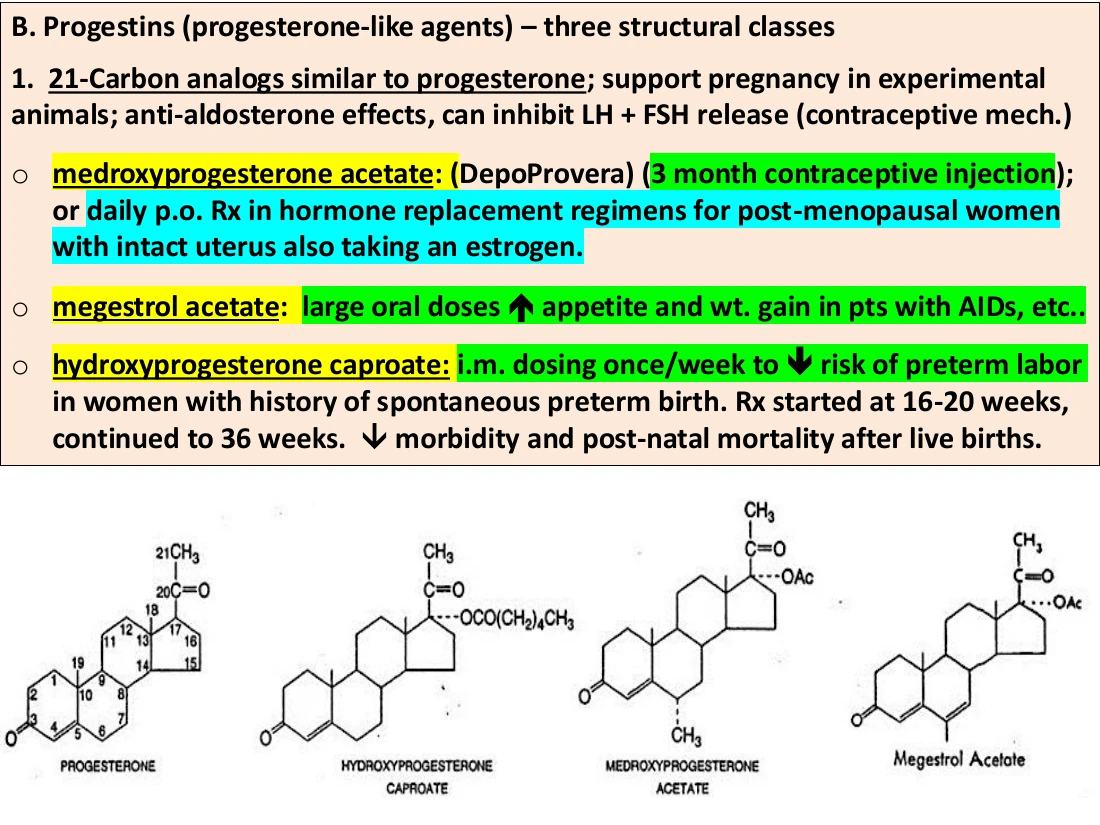 B. Progestins (progesterone-like agents) – three structural classes
1. 21-Carbon analogs similar to progesterone; support pregnancy in experimental
animals; anti-aldosterone effects, can inhibit LH + FSH release (contraceptive mech.)
○ medroxyprogesterone acetate: (DepoProvera) (3 month contraceptive injection);
or daily p.o. Rx in hormone replacement regimens for post-menopausal women
with intact uterus also taking an estrogen.
○ megestrol acetate: large oral doses 🡅 appetite and wt. gain in pts with AIDs, etc..
○ hydroxyprogesterone caproate: i.m. dosing once/week to 🡇 risk of preterm labor
in women with history of spontaneous preterm birth. Rx started at 16-20 weeks,
continued to 36 weeks. ↓ morbidity and post-natal mortality after live births.
21CH₃
20C=O
18
12
17
11
13
16
19
14
15
1
9
2
10
8
3
7
O
4
5
6
PROGESTERONE
CH₃
C=O
OCO(CH₂)₄CH₃
O
HYDROXYPROGESTERONE
CAPROATE
CH₃
C=O
OAc
O
CH₃
MEDROXYPROGESTERONE
ACETATE
CH₃
C=O
OAc
O
Megestrol Acetate